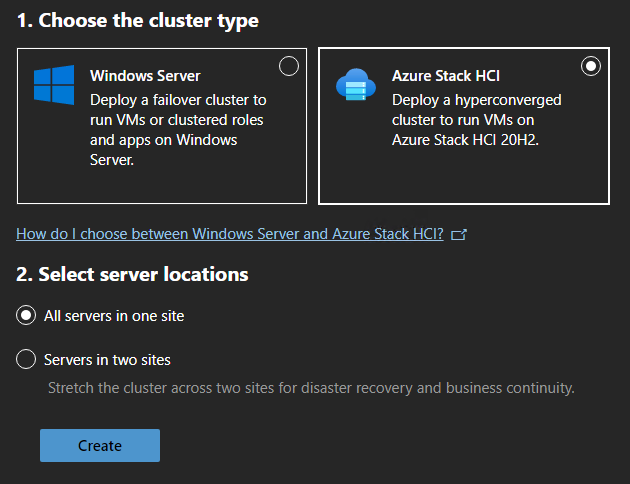 1. Choose the cluster type
Windows Server
Deploy a failover cluster to
run VMs or clustered roles
and apps on Windows
Server.
Azure Stack HCI
Deploy a hyperconverged
cluster to run VMs on
Azure Stack HCI 20H2.
How do I choose between Windows Server and Azure Stack HCI?
2. Select server locations
All servers in one site
Servers in two sites
Stretch the cluster across two sites for disaster recovery and business continuity.
Create